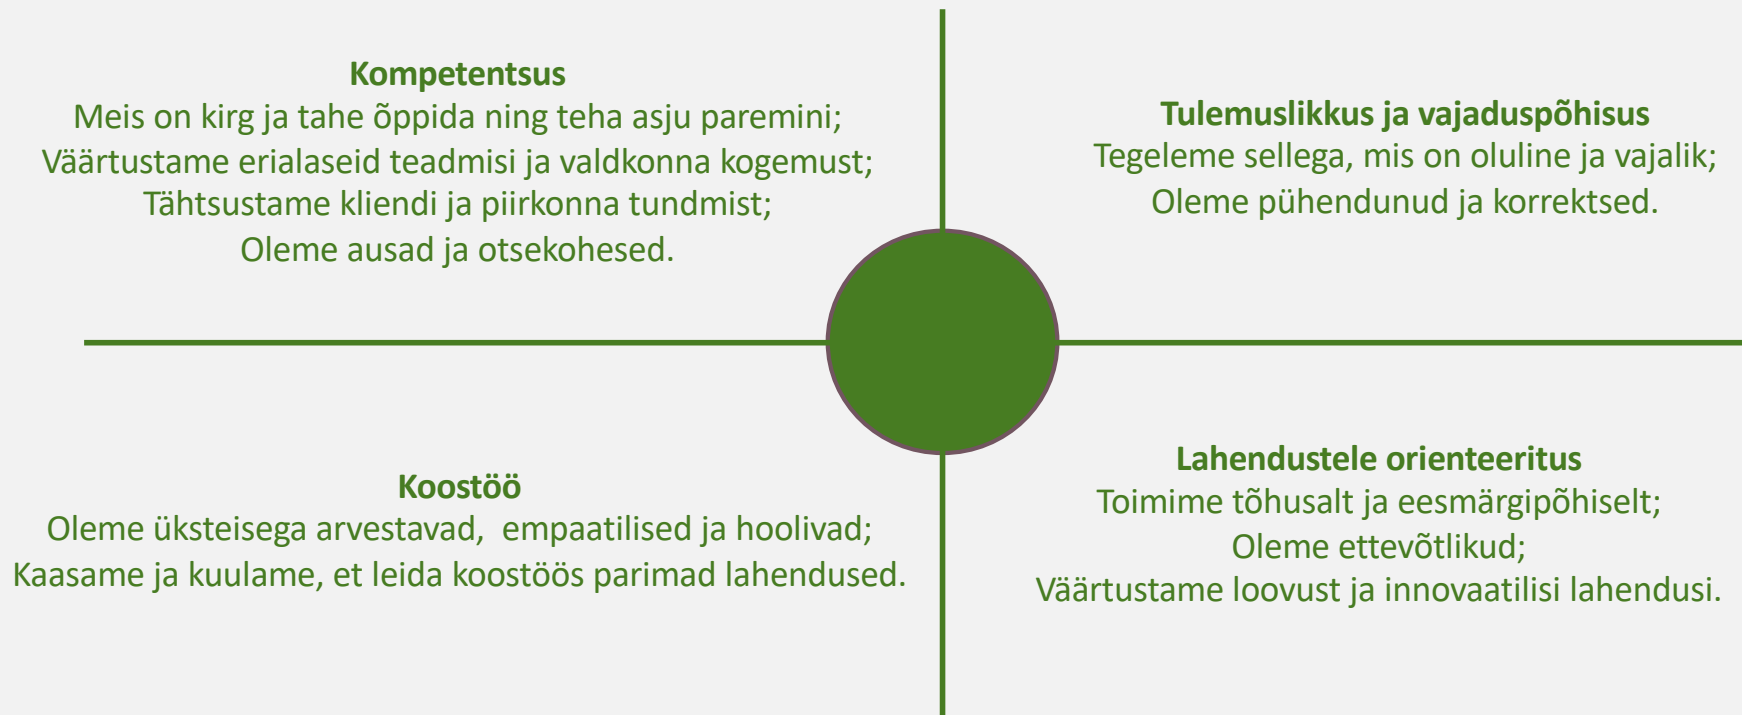 Kompetentsus
Meis on kirg ja tahe õppida ning teha asju paremini;
Väärtustame erialaseid teadmisi ja valdkonna kogemust;
Tähtsustame kliendi ja piirkonna tundmist;
Oleme ausad ja otsekohesed.
Tulemuslikkus ja vajaduspõhisus
Tegeleme sellega, mis on oluline ja vajalik;
Oleme pühendunud ja korrektsed.
Koostöö
Oleme üksteisega arvestavad,  empaatilised ja hoolivad;
Kaasame ja kuulame, et leida koostöös parimad lahendused.
Lahendustele orienteeritus
Toimime tõhusalt ja eesmärgipõhiselt;
Oleme ettevõtlikud;
Väärtustame loovust ja innovaatilisi lahendusi.